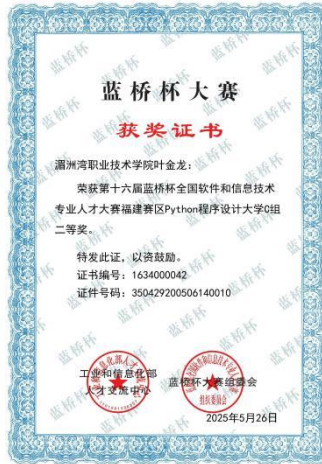 蓝桥杯大赛
获奖证书
湄洲湾职业技术学院叶金龙：
荣获第十六届蓝桥杯全国软件和信息技术
专业人才大赛福建赛区Python程序设计大学C组
二等奖。
特发此证，以资鼓励。
证书编号：1634000042
证件号码：350429200506140010
工业和信息化部
人才交流中心
蓝桥杯大赛组委会
组织委员会
2025年5月26日